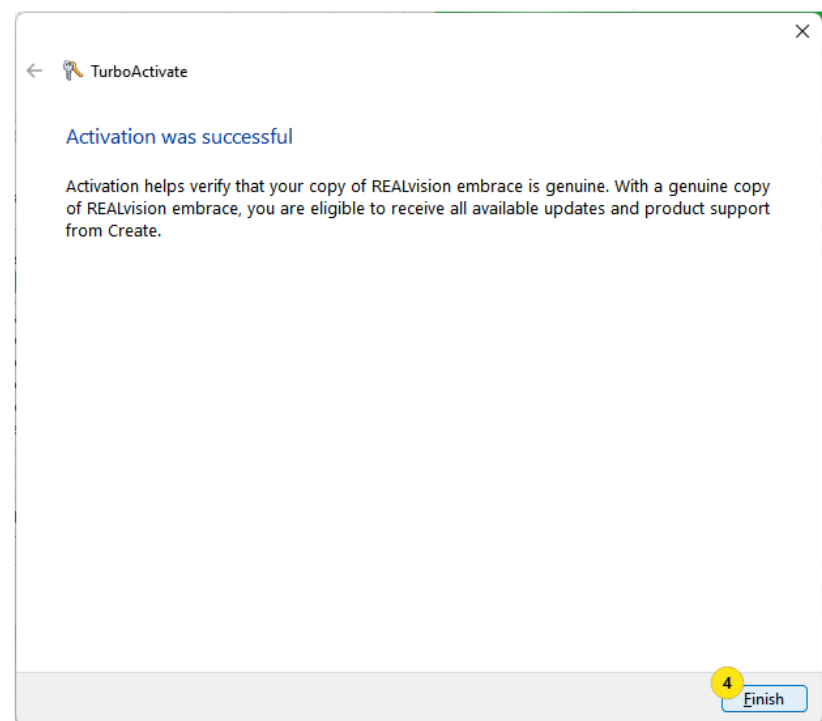 TurboActivate
Activation was successful
Activation helps verify that your copy of REALvision embrace is genuine. With a genuine copy
of REALvision embrace, you are eligible to receive all available updates and product support
from Create.
4
Finish